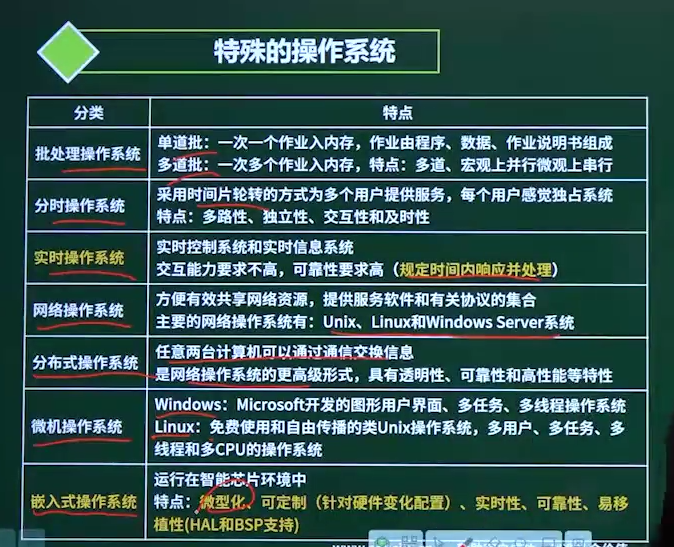 特殊的操作系统
分类
特点
批处理操作系统
单道批：一次一个作业入内存，作业由程序、数据、作业说明书组成
多道批：一次多个作业入内存，特点：多道、宏观上并行微观上串行
分时操作系统
采用时间片轮转的方式为多个用户提供服务，每个用户感觉独占系统
特点：多路性、独立性、交互性和及时性
实时操作系统
实时控制系统和实时信息系统
交互能力要求不高，可靠性要求高（规定时间内响应并处理）
网络操作系统
方便有效共享网络资源，提供服务软件和有关协议的集合
主要的网络操作系统有：Unix、Linux和Windows Server系统
分布式操作系统
任意两台计算机可以通过通信交换信息
是网络操作系统的更高级形式，具有透明性、可靠性和高性能等特性
微机操作系统
Windows：Microsoft开发的图形用户界面、多任务、多线程操作系统
Linux：免费使用和自由传播的类Unix操作系统，多用户、多任务、多
线程和多CPU的操作系统
嵌入式操作系统
运行在智能芯片环境中
特点：微型化、可定制（针对硬件变化配置）、实时性、可靠性、易移
植性(HAL和BSP支持)